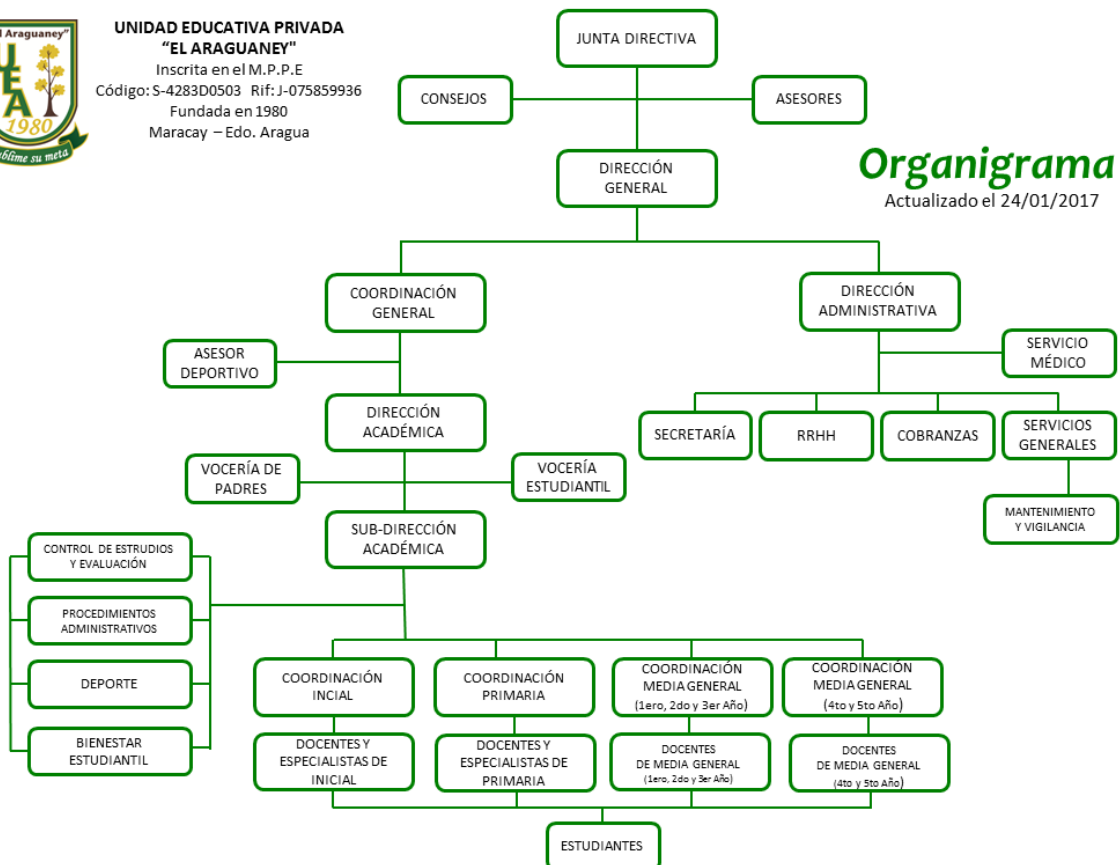 Araguaney"
U
E
A
1980
su meta
UNIDAD EDUCATIVA PRIVADA
“EL ARAGUANEY"
Inscrita en el M.P.P.E
Código: S-4283D0503 Rif: J-075859936
Fundada en 1980
Maracay – Edo. Aragua
JUNTA DIRECTIVA
CONSEJOS
ASESORES
DIRECCIÓN
GENERAL
Organigrama
Actualizado el 24/01/2017
COORDINACIÓN
GENERAL
DIRECCIÓN
ADMINISTRATIVA
ASESOR
DEPORTIVO
SERVICIO
MÉDICO
DIRECCIÓN
ACADÉMICA
SECRETARÍA
RRHH
COBRANZAS
SERVICIOS
GENERALES
VOCERÍA DE
PADRES
VOCERÍA
ESTUDIANTIL
MANTENIMIENTO
Y VIGILANCIA
SUB-DIRECCIÓN
ACADÉMICA
CONTROL DE ESTRUDIOS
Y EVALUACIÓN
PROCEDIMIENTOS
ADMINISTRATIVOS
DEPORTE
BIENESTAR
ESTUDIANTIL
COORDINACIÓN
INCIAL
COORDINACIÓN
PRIMARIA
COORDINACIÓN
MEDIA GENERAL
(1ero, 2do y 3er Año)
COORDINACIÓN
MEDIA GENERAL
(4to y 5to Año)
DOCENTES Y
ESPECIALISTAS DE
INICIAL
DOCENTES Y
ESPECIALISTAS DE
PRIMARIA
DOCENTES
DE MEDIA GENERAL
(1ero, 2do y 3er Año)
DOCENTES
DE MEDIA GENERAL
(4to y 5to Año)
ESTUDIANTES